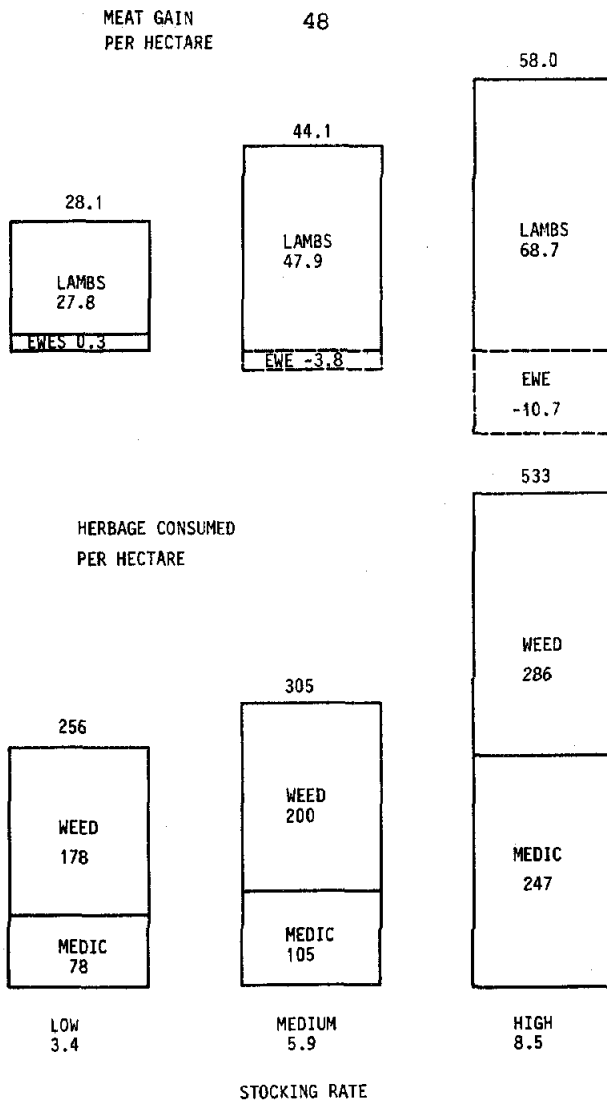 MEAT GAIN
PER HECTARE
48
58.0
44.1
28.1
LAMBS
27.8
EWES 0.3
LAMBS
47.9
EWE -3.8
LAMBS
68.7
EWE
-10.7
HERBAGE CONSUMED
PER HECTARE
533
305
256
WEED
178
MEDIC
78
WEED
200
MEDIC
105
WEED
286
MEDIC
247
LOW
3.4
MEDIUM
5.9
HIGH
8.5
STOCKING RATE